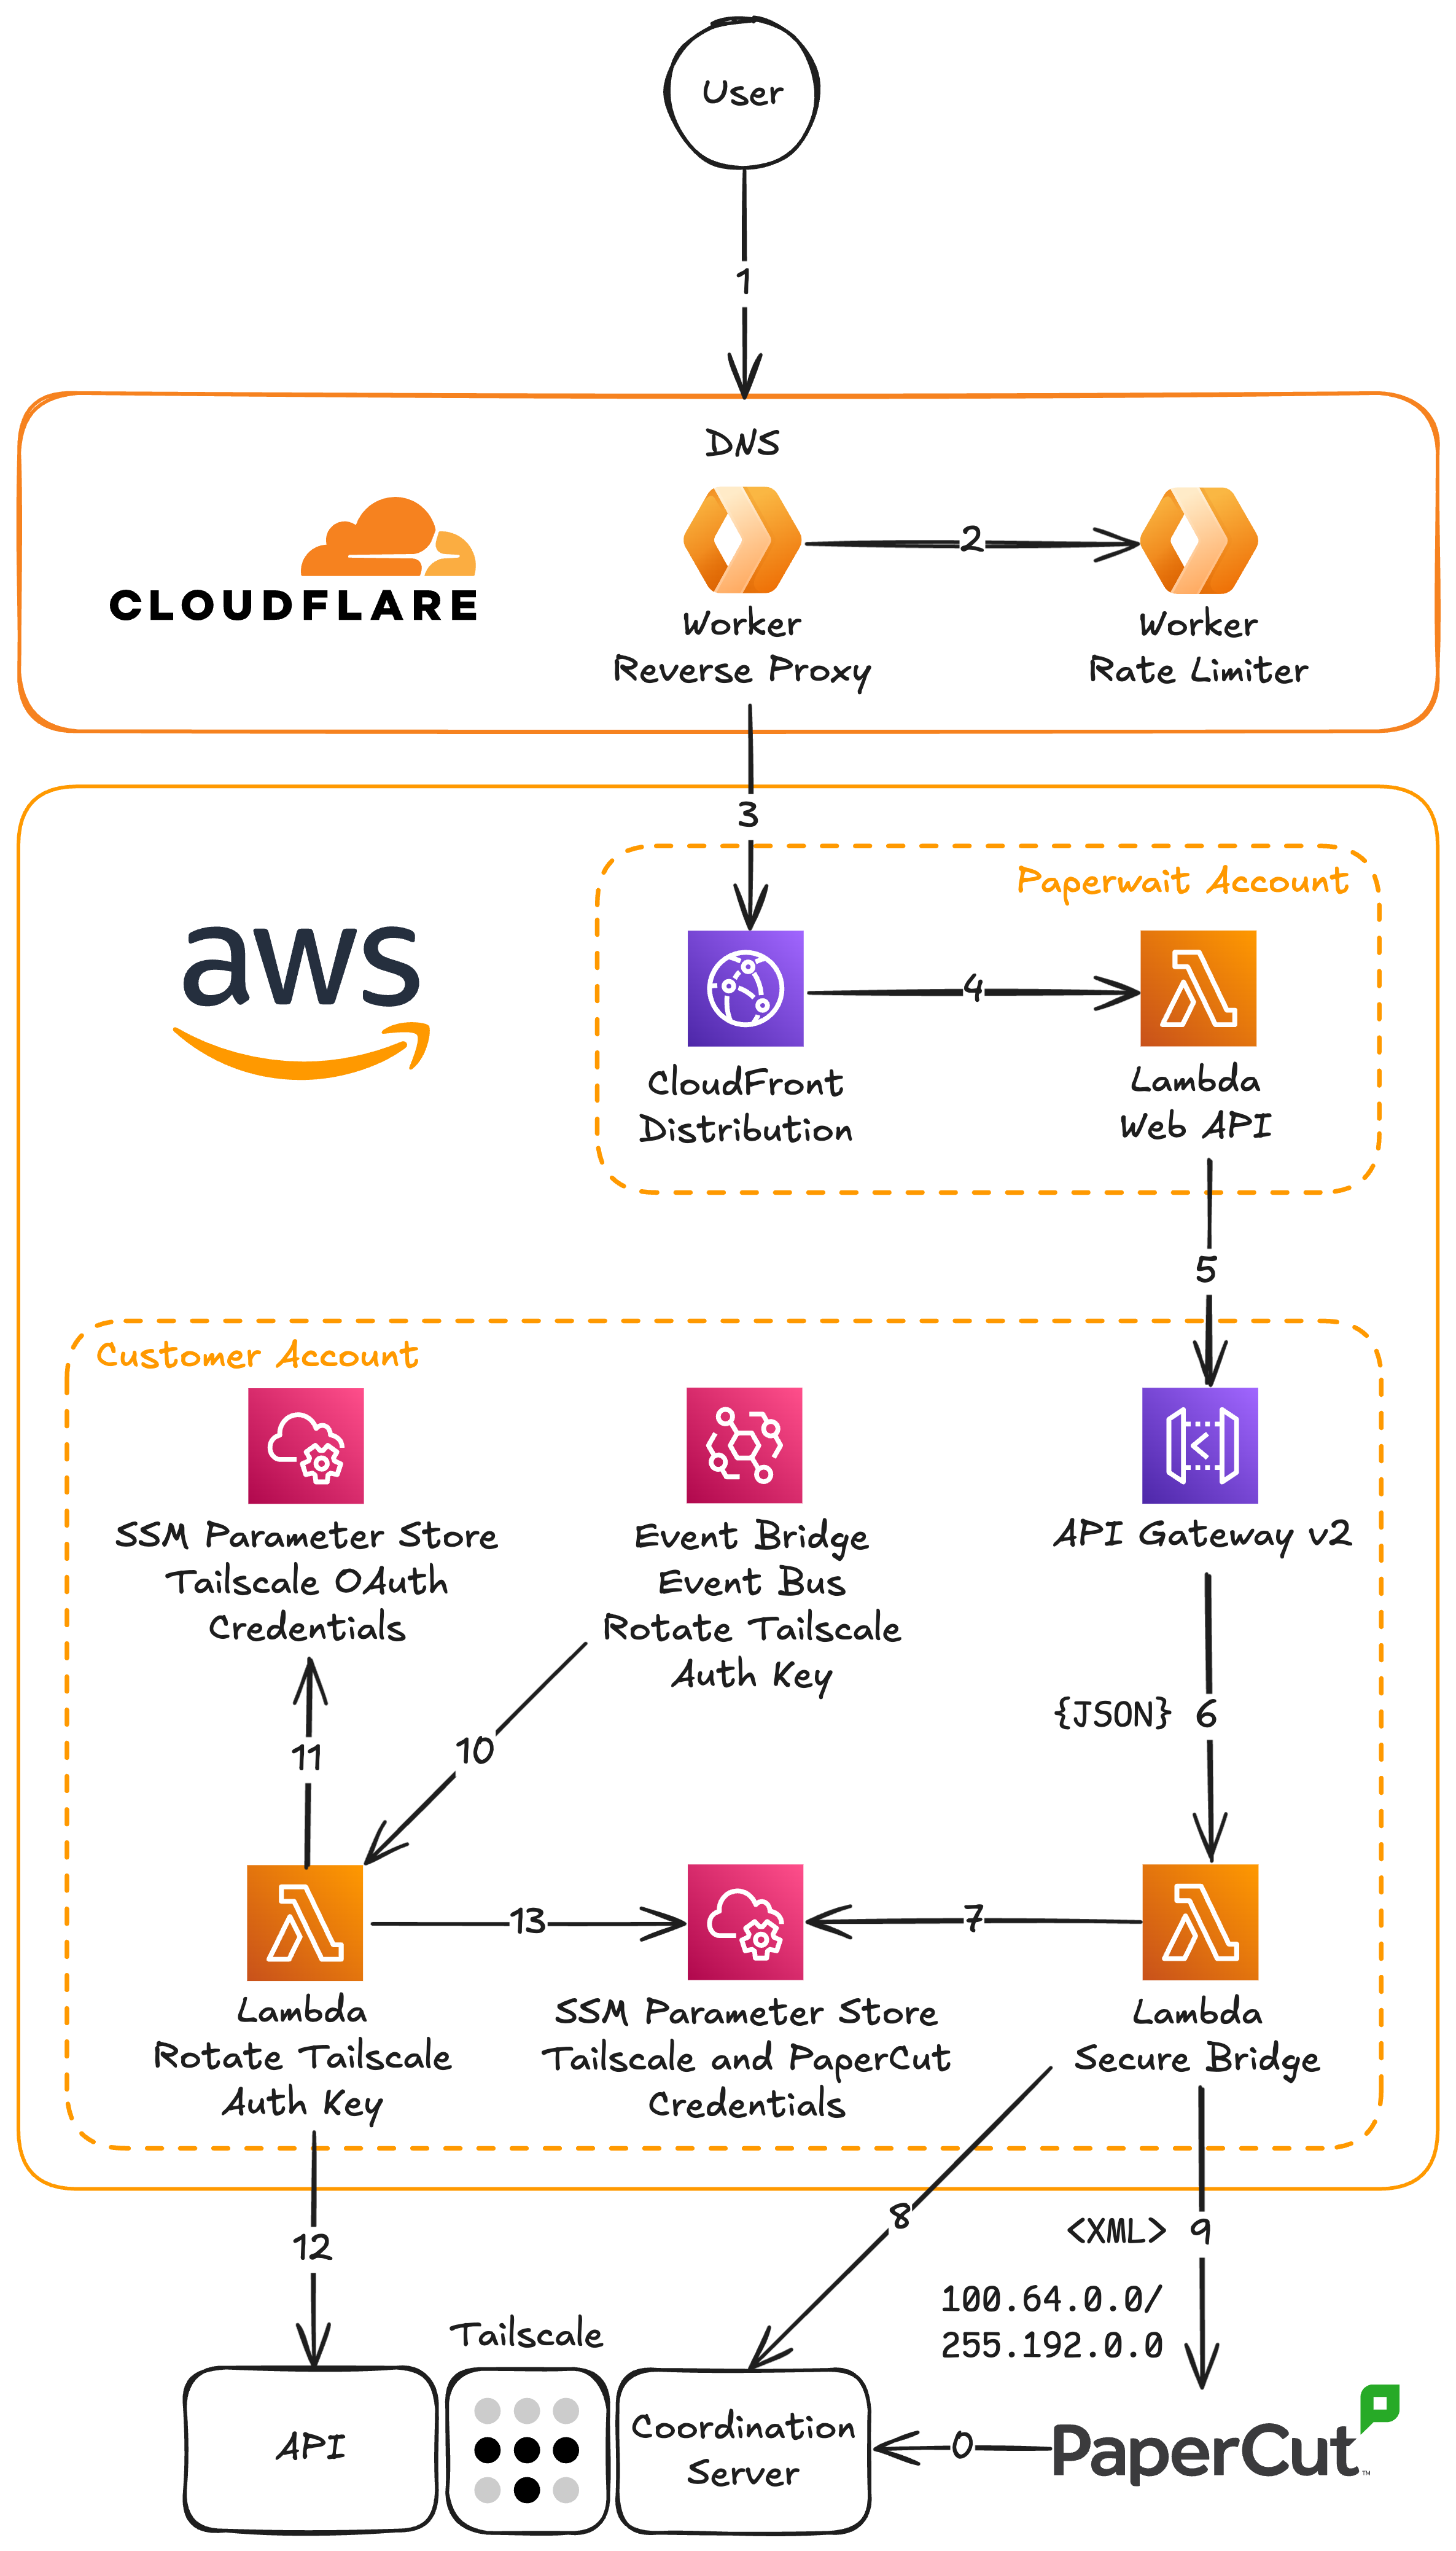 User
1
DNS
CLOUDFLARE
2
Worker
Reverse Proxy
Worker
Rate Limiter
3
Paperwait Account
aws
4
CloudFront
Distribution
Lambda
Web API
5
Customer Account
SSM Parameter Store
Tailscale OAuth
Credentials
Event Bridge
Event Bus
Rotate Tailscale
Auth Key
API Gateway v2
{JSON} 6
10
11
13
7
Lambda
Rotate Tailscale
Auth Key
SSM Parameter Store
Tailscale and PaperCut
Credentials
Lambda
Secure Bridge
12
8
<XML> 9
100.64.0.0/
255.192.0.0
Tailscale
API
Coordination
Server
0
PaperCut™